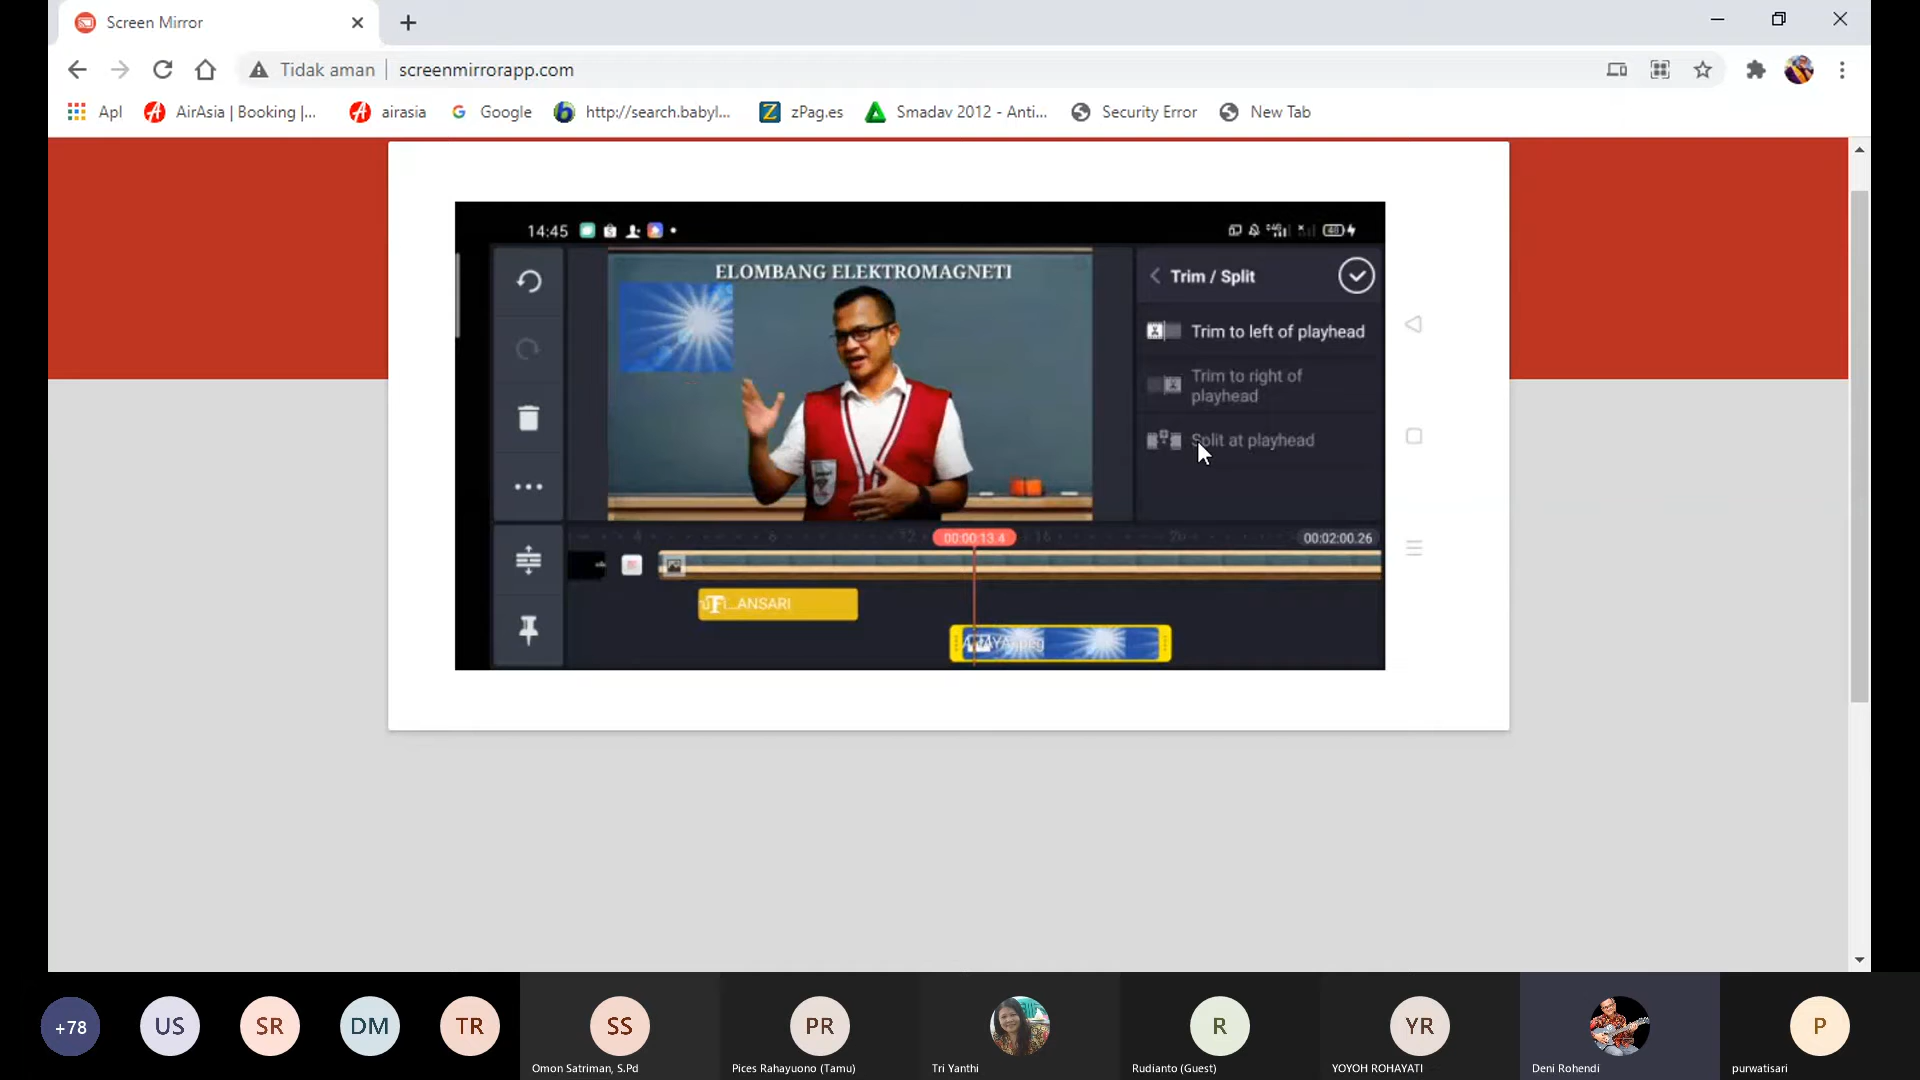 Screen Mirror
Tidak aman
screenmirrorapp.com
Apl
AirAsia | Booking |...
airasia
Google
http://search.babyl...
zPag.es
Smadav 2012 - Anti...
Security Error
New Tab
14:45
ELOMBANG ELEKTROMAGNETI
Trim / Split
Trim to left of playhead
Trim to right of
playhead
Split at playhead
00:00:13.4
16
00:02:00.26
ANSARI
+78
US
SR
DM
TR
SS
PR
R
YR
P
Omon Satriman, S.Pd
Pices Rahayuono (Tamu)
Tri Yanthi
Rudianto (Guest)
YOYOH ROHAYATI
Deni Rohendi
purwatisari